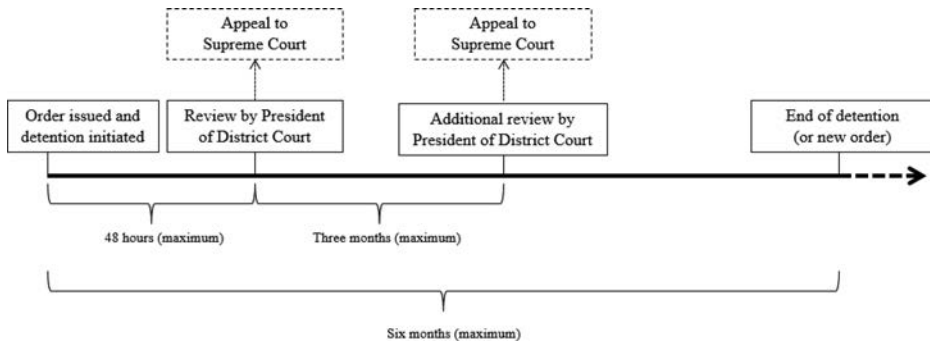 Appeal to
Supreme Court
Appeal to
Supreme Court
Order issued and
detention initiated
Review by President
of District Court
Additional review by
President of District Court
End of detention
(or new order)
48 hours (maximum)
Three months (maximum)
Six months (maximum)